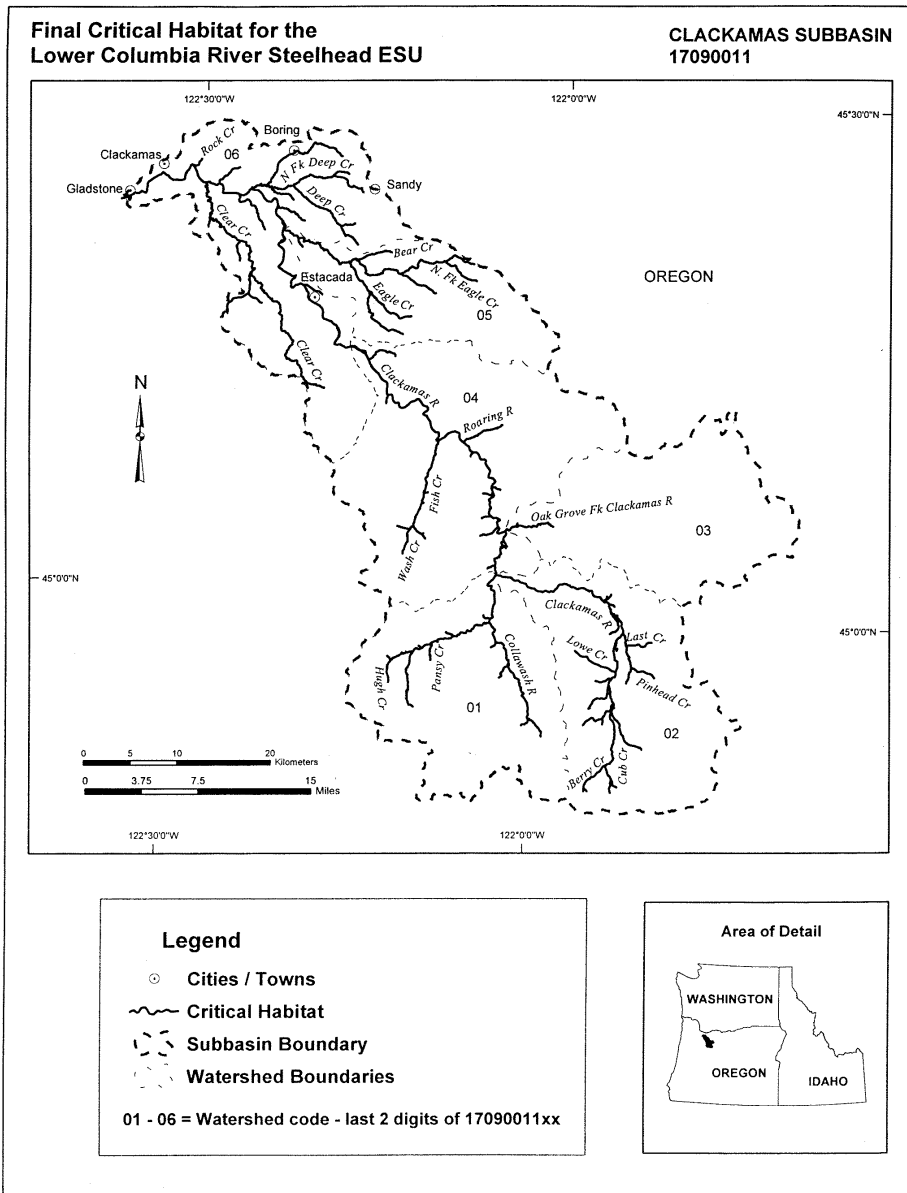 Final Critical Habitat for the
Lower Columbia River Steelhead ESU
CLACKAMAS SUBBASIN
17090011
122°30'0"W
122°0'0"W
45°30'0"N
Rock Cr
Boring
06
Clackamas
N Fk Deep Cr
Gladstone
Sandy
Deep Cr
Clear Cr
Bear Cr
N. Fk Eagle Cr
OREGON
Estacada
Eagle Cr
05
Clear Cr
N
Clackamas R
04
Roaring R
Fish Cr
Oak Grove Fk Clackamas R
03
Wash Cr
45°0'0"N
Clackamas R
45°0'0"N
Last Cr
Lowe Cr
Collawash R
Pansy Cr
Hugh Cr
Pinhead Cr
01
02
0 5 10 20
Kilometers
Berry Cr
Cub Cr
0 3.75 7.5 15
Miles
122°30'0"W
122°0'0"W
Legend
Cities / Towns
Critical Habitat
Subbasin Boundary
Watershed Boundaries
01 - 06 = Watershed code - last 2 digits of 17090011xx
Area of Detail
WASHINGTON
OREGON
IDAHO